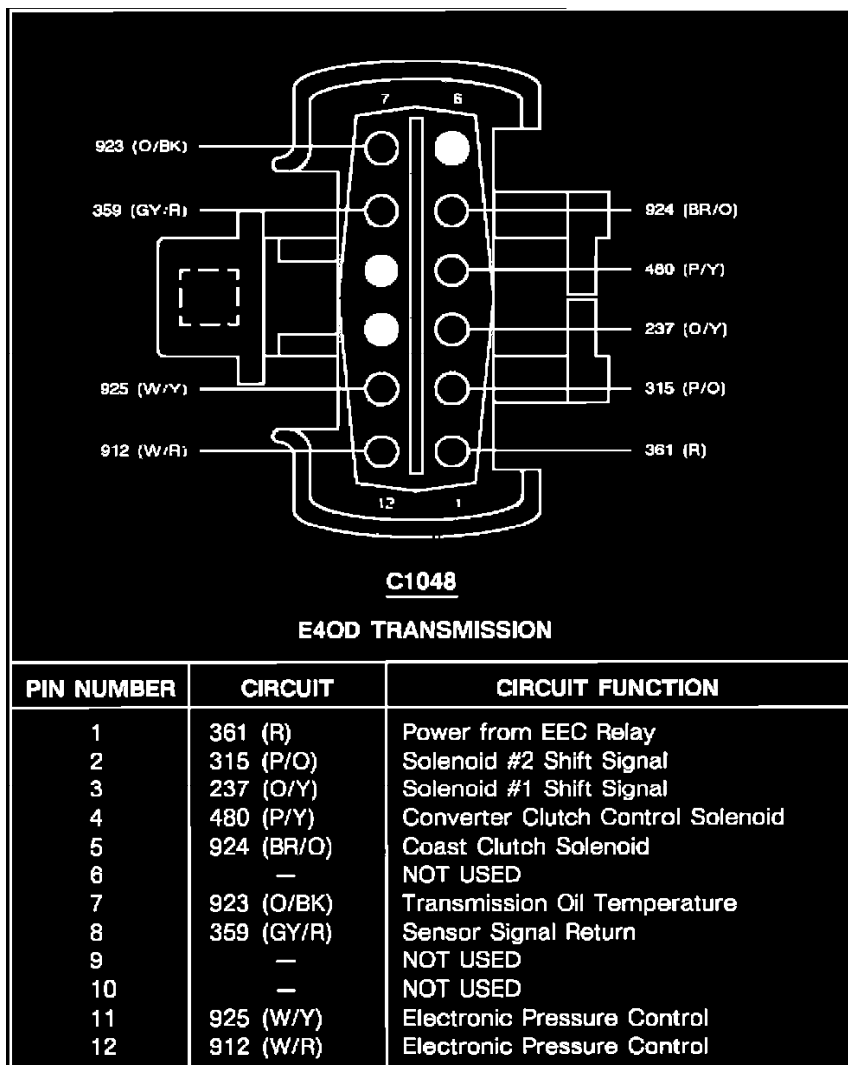 7 6
923 (O/BK)
359 (GY/R) 924 (BR/O)
480 (P/Y)
237 (O/Y)
925 (W/Y) 315 (P/O)
912 (W/R) 361 (R)
12 1
C1048
E4OD TRANSMISSION
PIN NUMBER CIRCUIT CIRCUIT FUNCTION
1 361 (R) Power from EEC Relay
2 315 (P/O) Solenoid #2 Shift Signal
3 237 (O/Y) Solenoid #1 Shift Signal
4 480 (P/Y) Converter Clutch Control Solenoid
5 924 (BR/O) Coast Clutch Solenoid
6 — NOT USED
7 923 (O/BK) Transmission Oil Temperature
8 359 (GY/R) Sensor Signal Return
9 — NOT USED
10 — NOT USED
11 925 (W/Y) Electronic Pressure Control
12 912 (W/R) Electronic Pressure Control